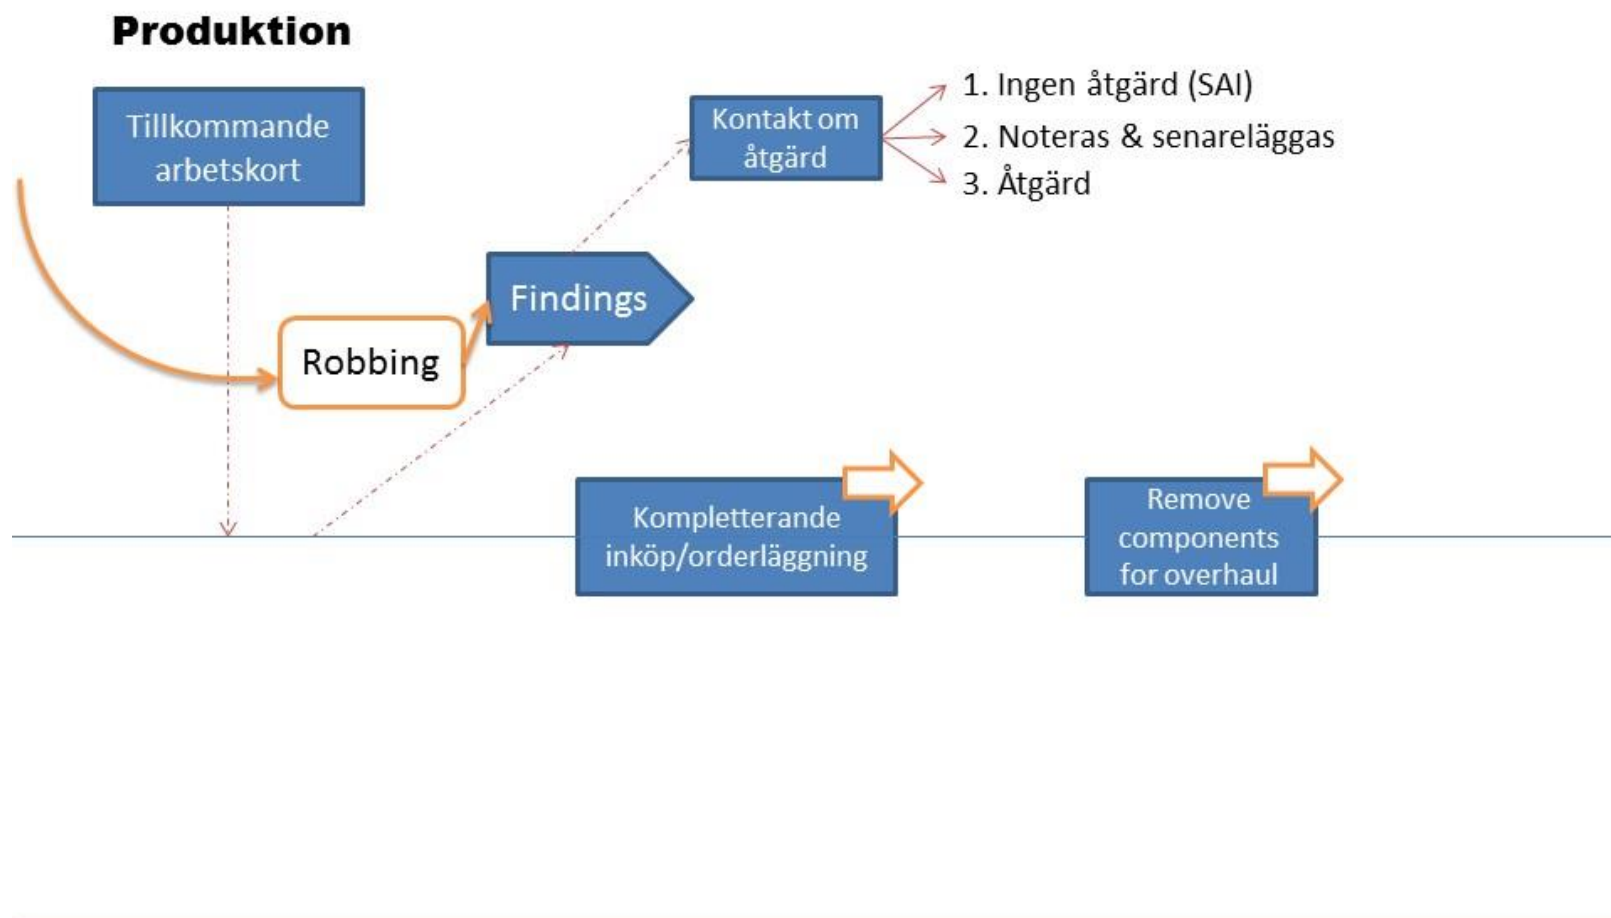 Produktion
Tillkommande
arbetskort
Kontakt om
åtgärd
1. Ingen åtgärd (SAI)
2. Noteras & senareläggas
3. Åtgärd
Findings
Robbing
Kompletterande
inköp/orderläggning
Remove
components
for overhaul